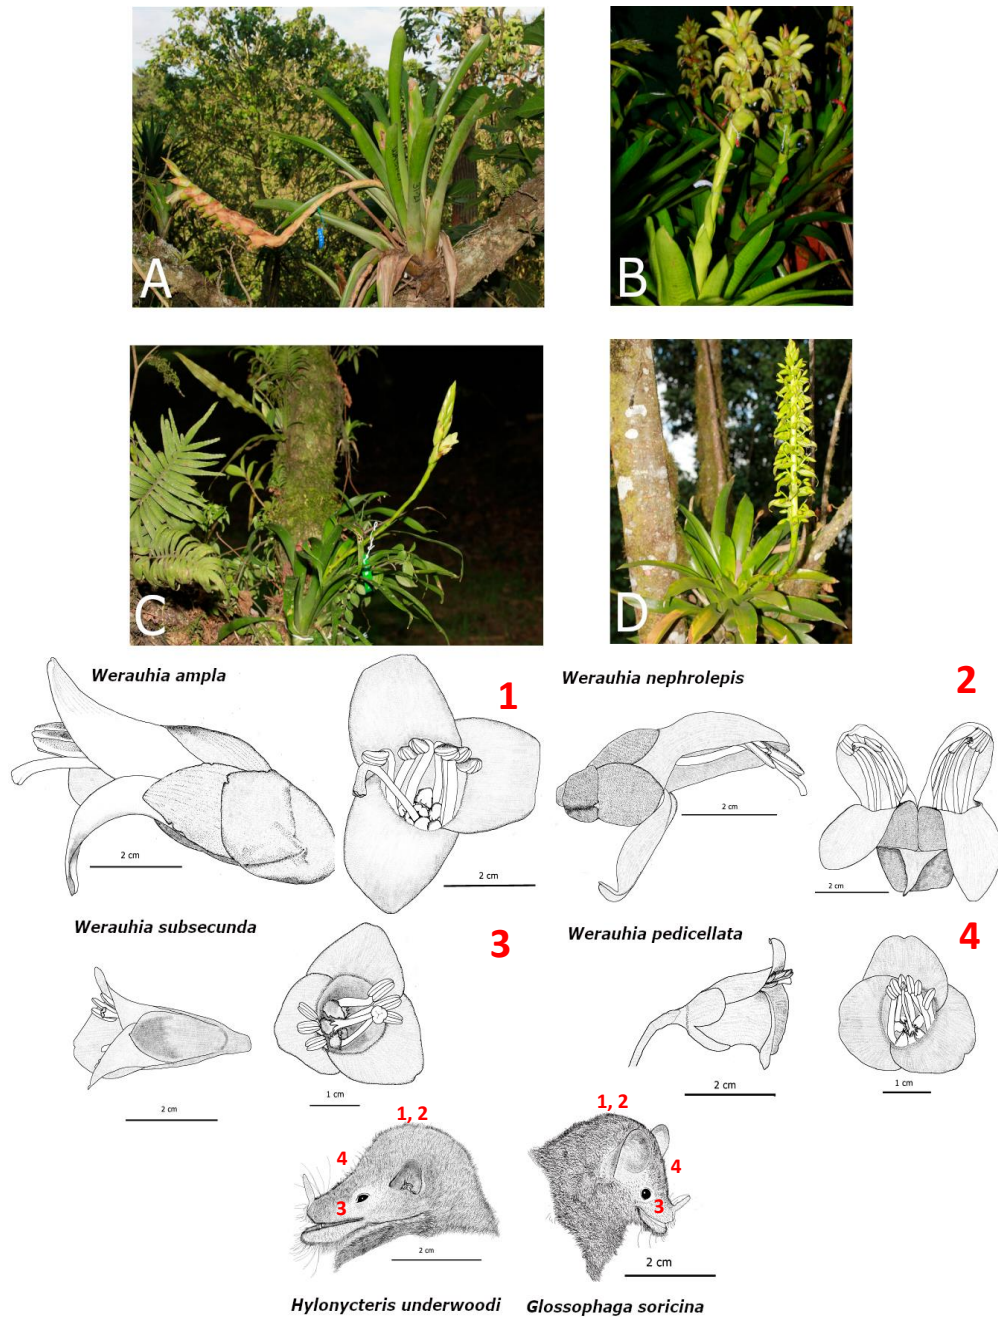 A
B
C
D
Werauhia ampla
1
Werauhia nephrolepis
2
2 cm
2 cm
2 cm
2 cm
Werauhia subsecunda
3
Werauhia pedicellata
4
2 cm
1 cm
2 cm
1 cm
1, 2
4
3
2 cm
1, 2
4
3
2 cm
Hylonycteris underwoodi
Glossophaga soricina